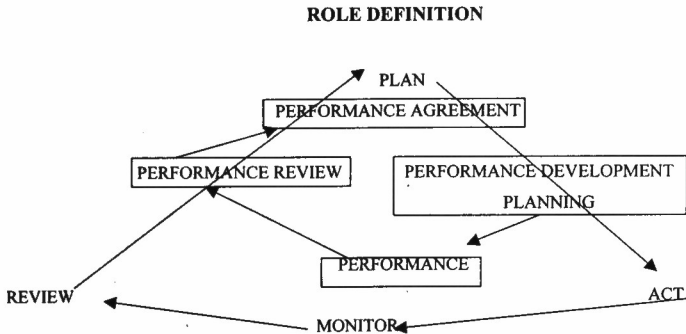 ROLE DEFINITION
PLAN
PERFORMANCE AGREEMENT
PERFORMANCE REVIEW
PERFORMANCE DEVELOPMENT
PLANNING
PERFORMANCE
REVIEW
ACT
MONITOR